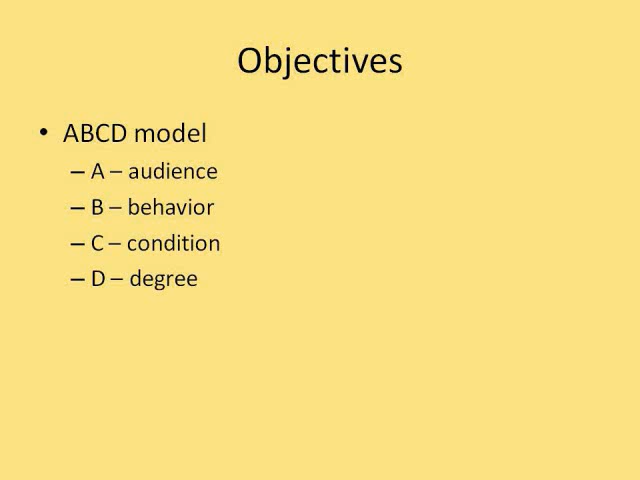 Objectives
• ABCD model
– A – audience
– B – behavior
– C – condition
– D – degree